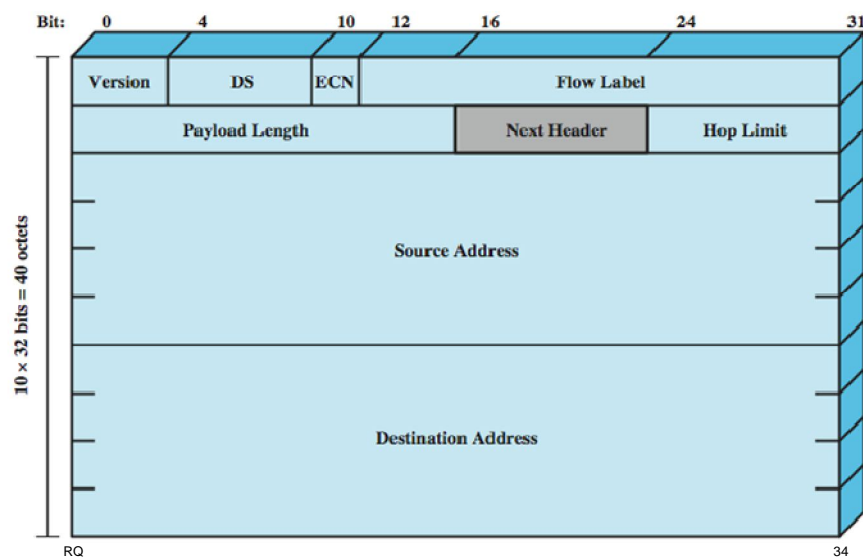 Bit: 0 4 10 12 16 24 31
Version DS ECN Flow Label
Payload Length Next Header Hop Limit
10 × 32 bits = 40 octets
Source Address
Destination Address
RQ 34